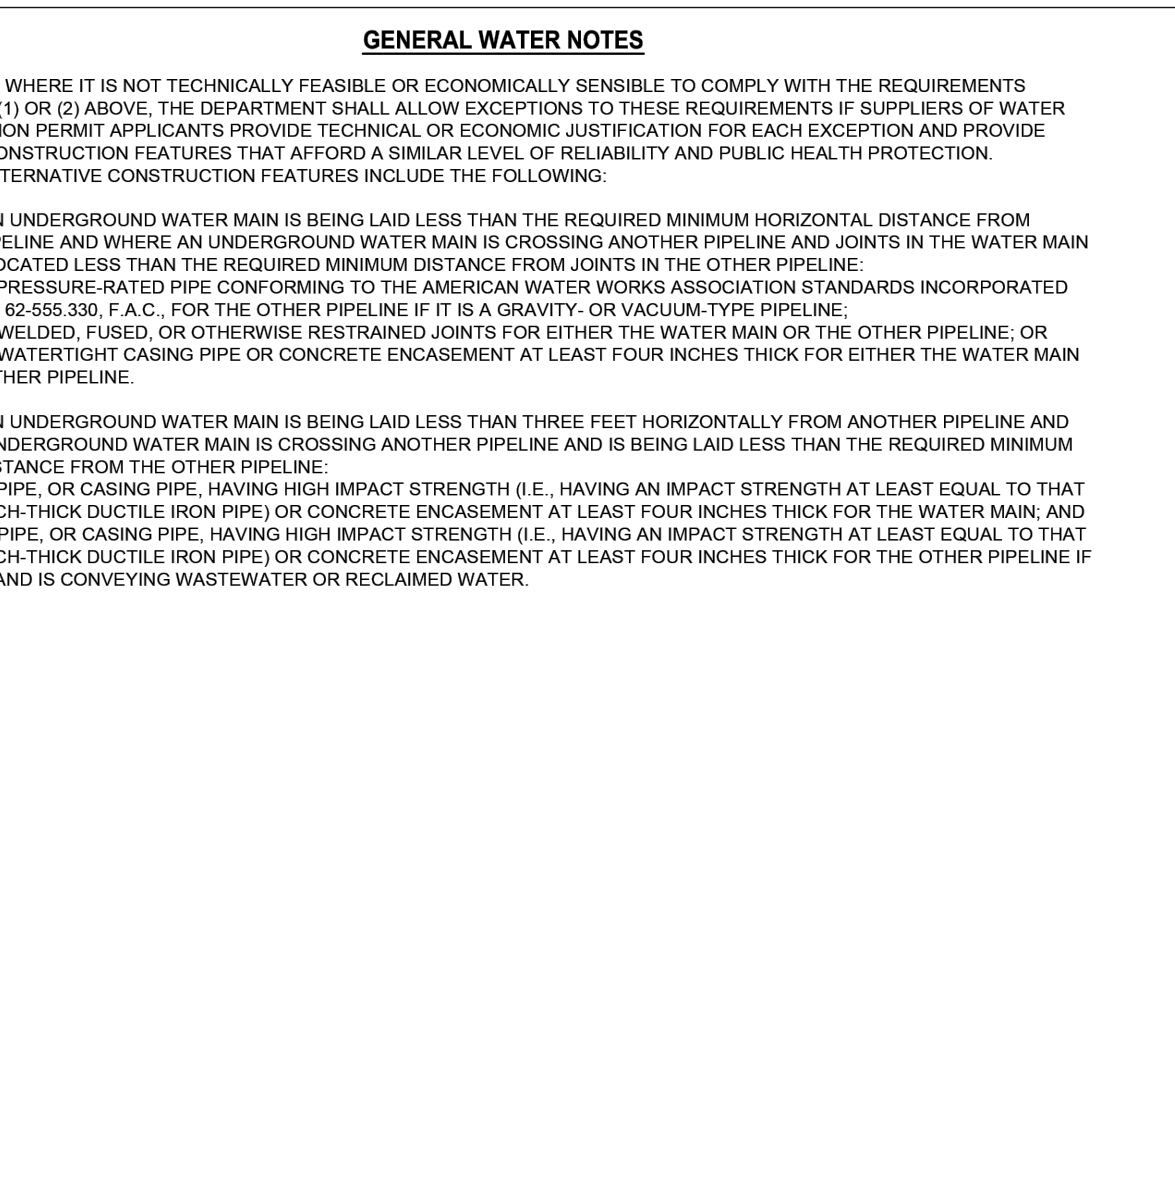 GENERAL WATER NOTES
WHERE IT IS NOT TECHNICALLY FEASIBLE OR ECONOMICALLY SENSIBLE TO COMPLY WITH THE REQUIREMENTS
(1) OR (2) ABOVE, THE DEPARTMENT SHALL ALLOW EXCEPTIONS TO THESE REQUIREMENTS IF SUPPLIERS OF WATER
ION PERMIT APPLICANTS PROVIDE TECHNICAL OR ECONOMIC JUSTIFICATION FOR EACH EXCEPTION AND PROVIDE
ONSTRUCTION FEATURES THAT AFFORD A SIMILAR LEVEL OF RELIABILITY AND PUBLIC HEALTH PROTECTION.
TERNATIVE CONSTRUCTION FEATURES INCLUDE THE FOLLOWING:
N UNDERGROUND WATER MAIN IS BEING LAID LESS THAN THE REQUIRED MINIMUM HORIZONTAL DISTANCE FROM
PELINE AND WHERE AN UNDERGROUND WATER MAIN IS CROSSING ANOTHER PIPELINE AND JOINTS IN THE WATER MAIN
OCATED LESS THAN THE REQUIRED MINIMUM DISTANCE FROM JOINTS IN THE OTHER PIPELINE:
PRESSURE-RATED PIPE CONFORMING TO THE AMERICAN WATER WORKS ASSOCIATION STANDARDS INCORPORATED
62-555.330, F.A.C., FOR THE OTHER PIPELINE IF IT IS A GRAVITY- OR VACUUM-TYPE PIPELINE;
WELDED, FUSED, OR OTHERWISE RESTRAINED JOINTS FOR EITHER THE WATER MAIN OR THE OTHER PIPELINE; OR
WATERTIGHT CASING PIPE OR CONCRETE ENCASEMENT AT LEAST FOUR INCHES THICK FOR EITHER THE WATER MAIN
THER PIPELINE.
N UNDERGROUND WATER MAIN IS BEING LAID LESS THAN THREE FEET HORIZONTALLY FROM ANOTHER PIPELINE AND
NDERGROUND WATER MAIN IS CROSSING ANOTHER PIPELINE AND IS BEING LAID LESS THAN THE REQUIRED MINIMUM
STANCE FROM THE OTHER PIPELINE:
PIPE, OR CASING PIPE, HAVING HIGH IMPACT STRENGTH (I.E., HAVING AN IMPACT STRENGTH AT LEAST EQUAL TO THAT
CH-THICK DUCTILE IRON PIPE) OR CONCRETE ENCASEMENT AT LEAST FOUR INCHES THICK FOR THE WATER MAIN; AND
PIPE, OR CASING PIPE, HAVING HIGH IMPACT STRENGTH (I.E., HAVING AN IMPACT STRENGTH AT LEAST EQUAL TO THAT
CH-THICK DUCTILE IRON PIPE) OR CONCRETE ENCASEMENT AT LEAST FOUR INCHES THICK FOR THE OTHER PIPELINE IF
AND IS CONVEYING WASTEWATER OR RECLAIMED WATER.